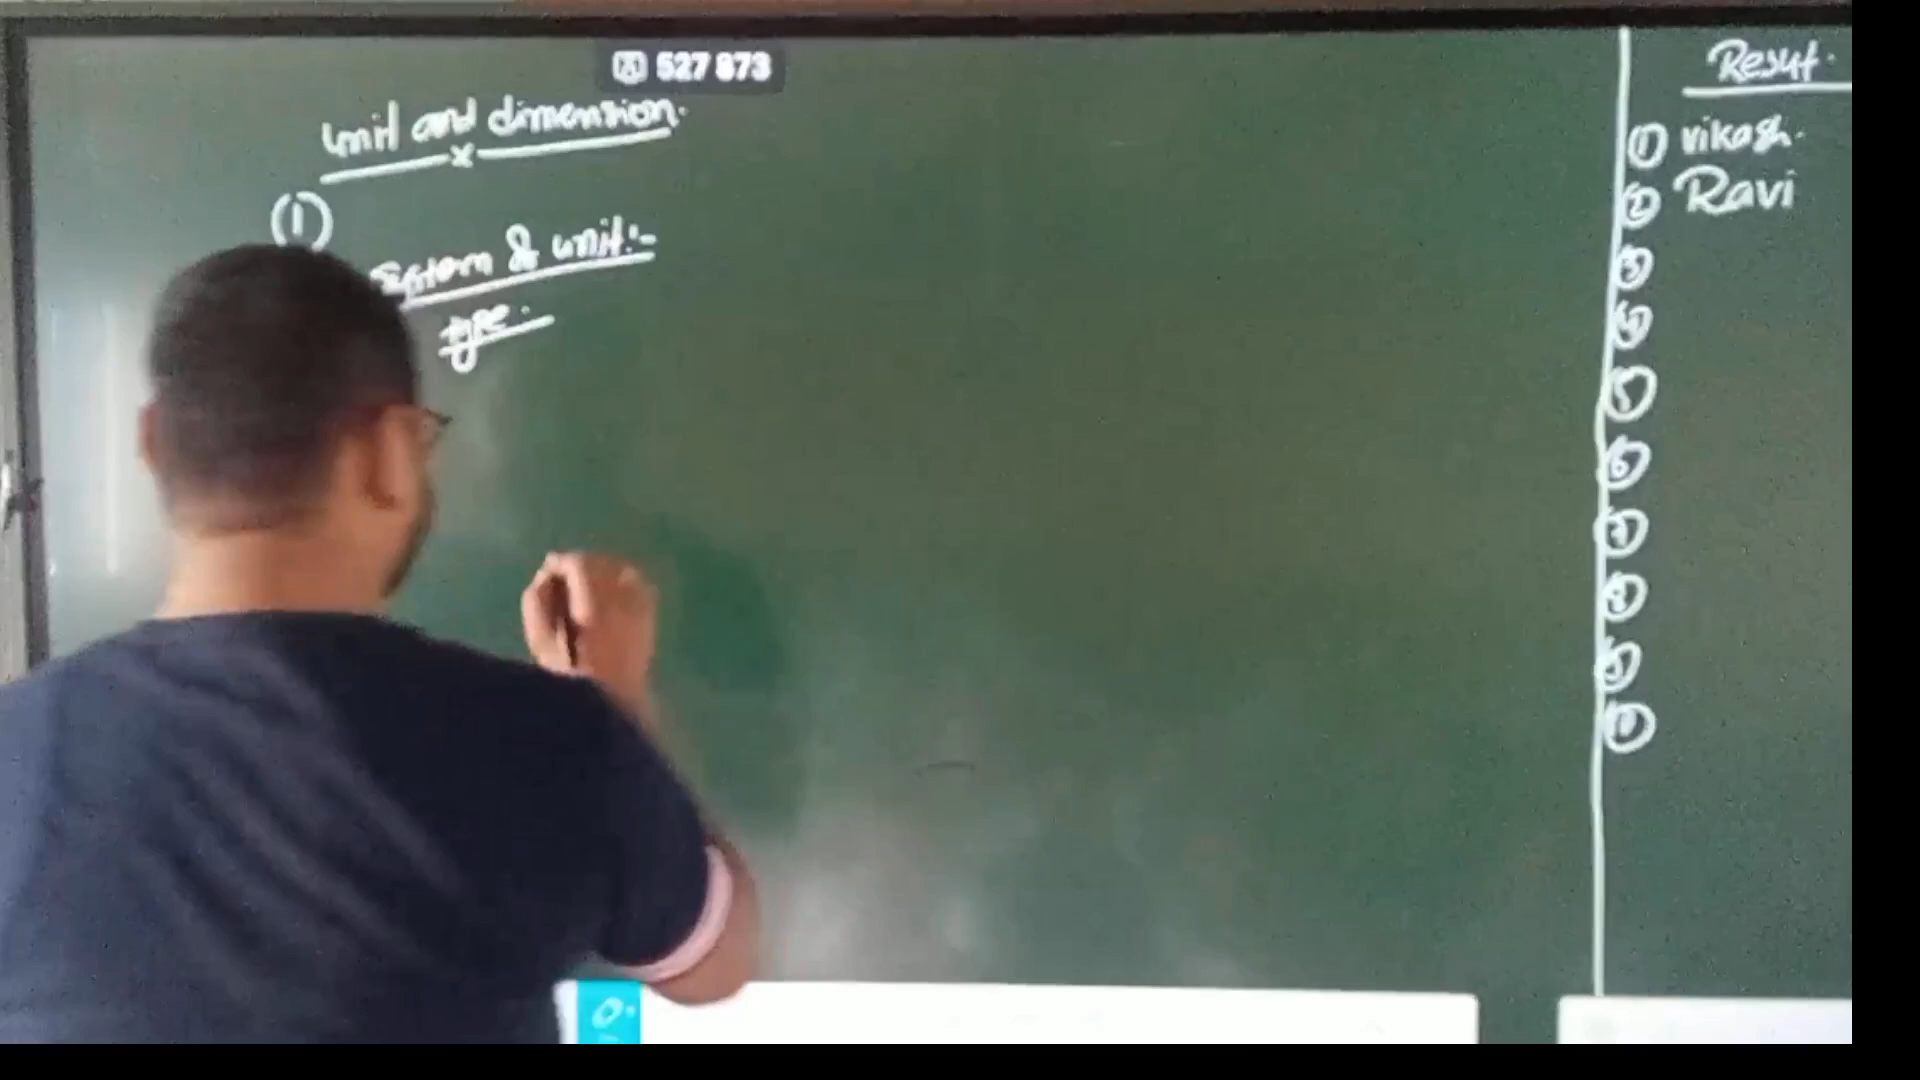 527 873
unit and dimension.
①
System & unit:-
type.
Result.
① vikash.
② Ravi
③
④
⑤
⑥
⑦
⑧
⑨
⑩